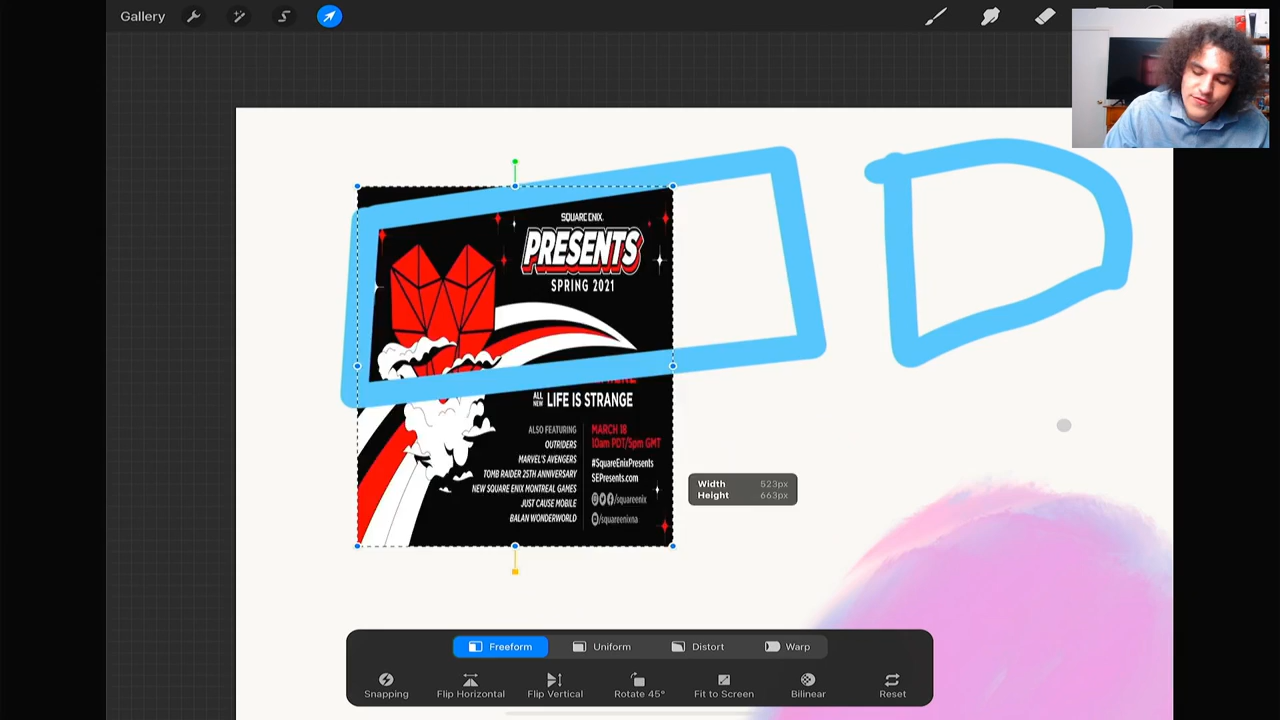 Gallery
SQUARE ENIX
PRESENTS
SPRING 2021
ALL NEW LIFE IS STRANGE
ALSO FEATURING
OUTRIDERS
MARVEL'S AVENGERS
TOMB RAIDER 25TH ANNIVERSARY
NEW SQUARE ENIX MONTREAL GAMES
JUST CAUSE MOBILE
BALAN WONDERWORLD
MARCH 18
10am PDT/5pm GMT
#SquareEnixPresents
SEPresents.com
/squareenix
/squareenixna
Width 523px
Height 663px
Freeform Uniform Distort Warp
Snapping Flip Horizontal Flip Vertical Rotate 45° Fit to Screen Bilinear Reset